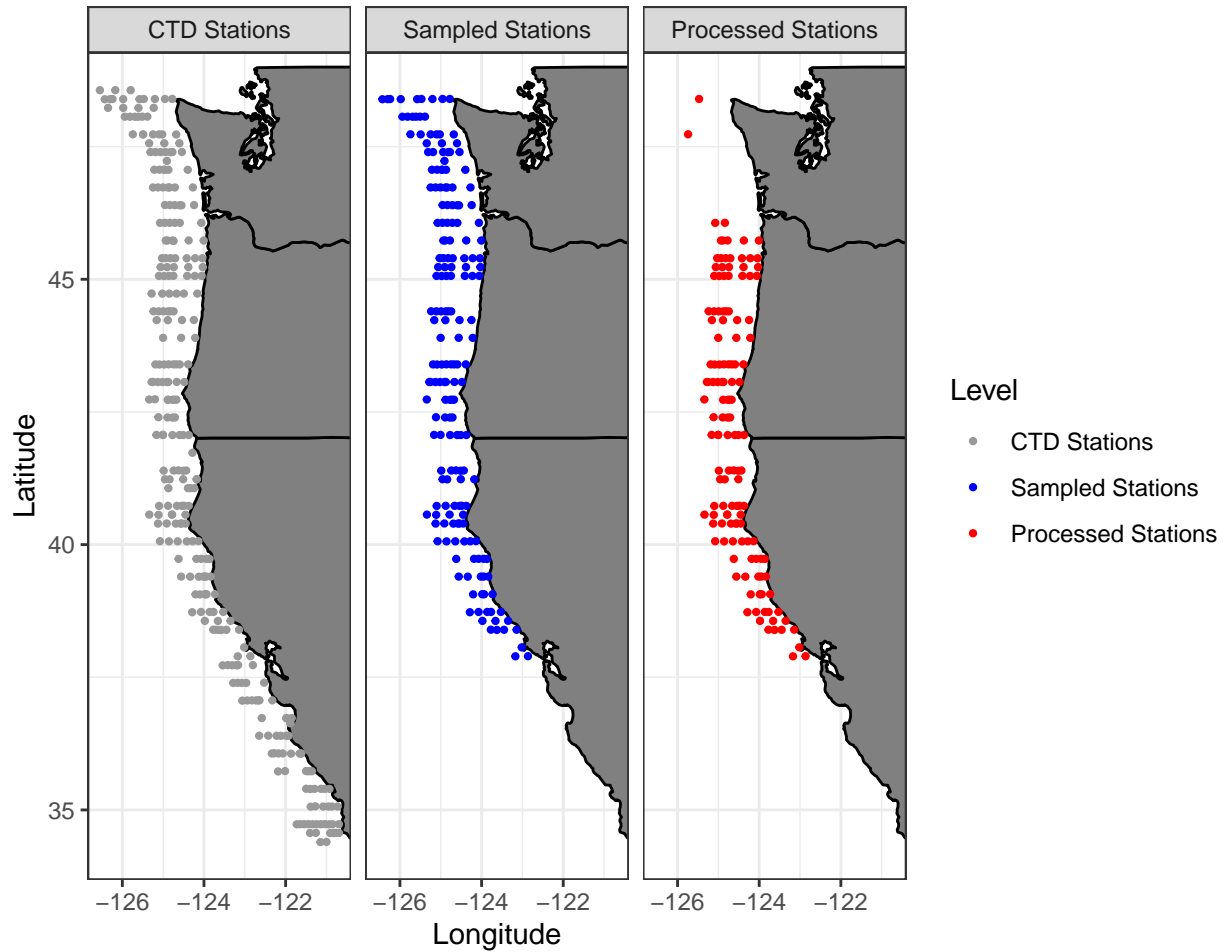 CTD Stations
Sampled Stations
Processed Stations
45
40
35
Latitude
−126
−124
−122
−126
−124
−122
−126
−124
−122
Longitude
Level
CTD Stations
Sampled Stations
Processed Stations